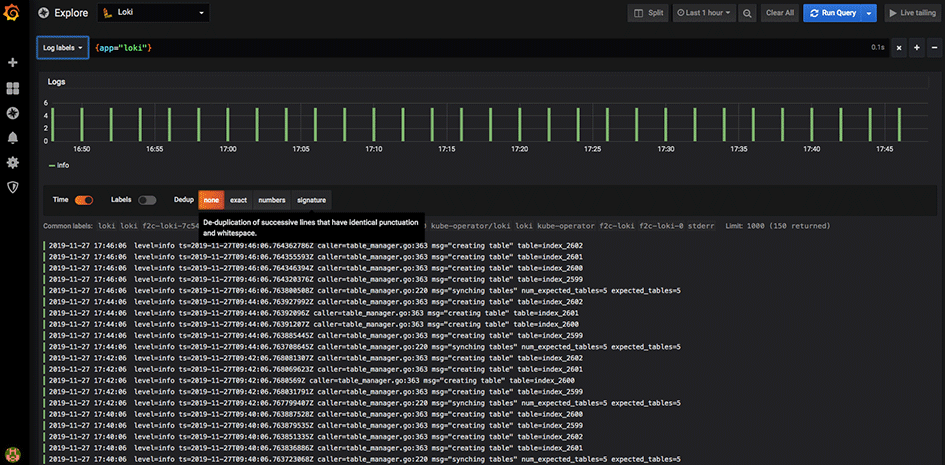 Explore
Loki
Split
Last 1 hour
Clear All
Run Query
Live tailing
Log labels
{app="loki"}
0.1s
Logs
6
4
2
0
16:50 16:55 17:00 17:05 17:10 17:15 17:20 17:25 17:30 17:35 17:40 17:45
info
Time Labels Dedup none exact numbers signature
De-duplication of successive lines that have identical punctuation
and whitespace.
Common labels: loki loki f2c-loki-7c54 kube-operator/loki loki kube-operator f2c-loki f2c-loki-0 stderr Limit: 1000 (150 returned)
2019-11-27 17:46:06 level=info ts=2019-11-27T09:46:06.764362786Z caller=table_manager.go:363 msg="creating table" table=index_2602
2019-11-27 17:46:06 level=info ts=2019-11-27T09:46:06.764355593Z caller=table_manager.go:363 msg="creating table" table=index_2601
2019-11-27 17:46:06 level=info ts=2019-11-27T09:46:06.764346394Z caller=table_manager.go:363 msg="creating table" table=index_2600
2019-11-27 17:46:06 level=info ts=2019-11-27T09:46:06.764320376Z caller=table_manager.go:363 msg="creating table" table=index_2599
2019-11-27 17:46:06 level=info ts=2019-11-27T09:46:06.763800508Z caller=table_manager.go:220 msg="synching tables" num_expected_tables=5 expected_tables=5
2019-11-27 17:44:06 level=info ts=2019-11-27T09:44:06.763927992Z caller=table_manager.go:363 msg="creating table" table=index_2602
2019-11-27 17:44:06 level=info ts=2019-11-27T09:44:06.76392096Z caller=table_manager.go:363 msg="creating table" table=index_2601
2019-11-27 17:44:06 level=info ts=2019-11-27T09:44:06.76391207Z caller=table_manager.go:363 msg="creating table" table=index_2600
2019-11-27 17:44:06 level=info ts=2019-11-27T09:44:06.763885445Z caller=table_manager.go:363 msg="creating table" table=index_2599
2019-11-27 17:44:06 level=info ts=2019-11-27T09:44:06.763708645Z caller=table_manager.go:220 msg="synching tables" num_expected_tables=5 expected_tables=5
2019-11-27 17:42:06 level=info ts=2019-11-27T09:42:06.768081307Z caller=table_manager.go:363 msg="creating table" table=index_2602
2019-11-27 17:42:06 level=info ts=2019-11-27T09:42:06.768069623Z caller=table_manager.go:363 msg="creating table" table=index_2601
2019-11-27 17:42:06 level=info ts=2019-11-27T09:42:06.7680569Z caller=table_manager.go:363 msg="creating table" table=index_2600
2019-11-27 17:42:06 level=info ts=2019-11-27T09:42:06.768031791Z caller=table_manager.go:363 msg="creating table" table=index_2599
2019-11-27 17:42:06 level=info ts=2019-11-27T09:42:06.767799407Z caller=table_manager.go:220 msg="synching tables" num_expected_tables=5 expected_tables=5
2019-11-27 17:40:06 level=info ts=2019-11-27T09:40:06.763887528Z caller=table_manager.go:363 msg="creating table" table=index_2600
2019-11-27 17:40:06 level=info ts=2019-11-27T09:40:06.763879535Z caller=table_manager.go:363 msg="creating table" table=index_2599
2019-11-27 17:40:06 level=info ts=2019-11-27T09:40:06.763851335Z caller=table_manager.go:363 msg="creating table" table=index_2602
2019-11-27 17:40:06 level=info ts=2019-11-27T09:40:06.763836886Z caller=table_manager.go:363 msg="creating table" table=index_2601
2019-11-27 17:40:06 level=info ts=2019-11-27T09:40:06.763723068Z caller=table_manager.go:220 msg="synching tables" num_expected_tables=5 expected_tables=5